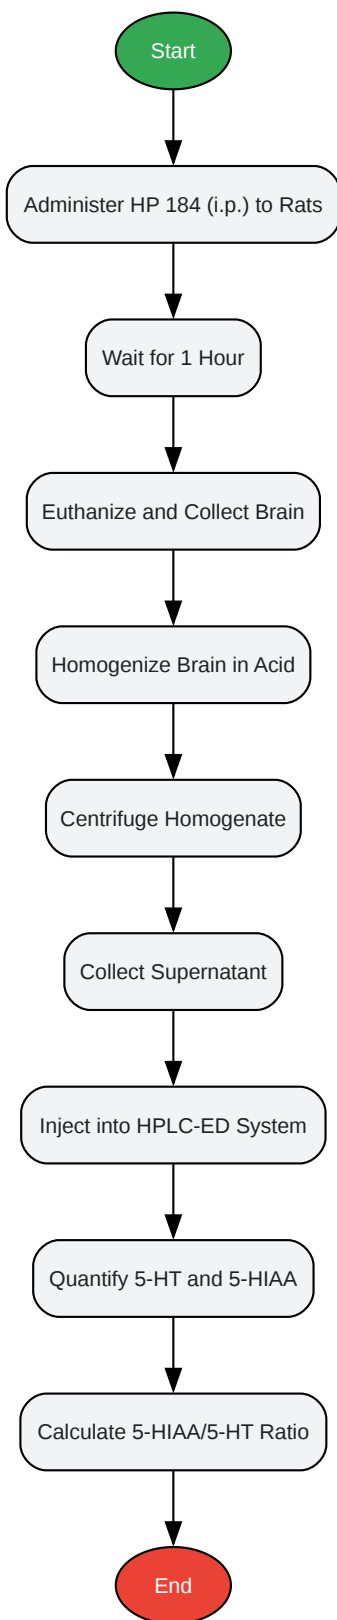 Start
Administer HP 184 (i.p.) to Rats
Wait for 1 Hour
Euthanize and Collect Brain
Homogenize Brain in Acid
Centrifuge Homogenate
Collect Supernatant
Inject into HPLC-ED System
Quantify 5-HT and 5-HIAA
Calculate 5-HIAA/5-HT Ratio
End